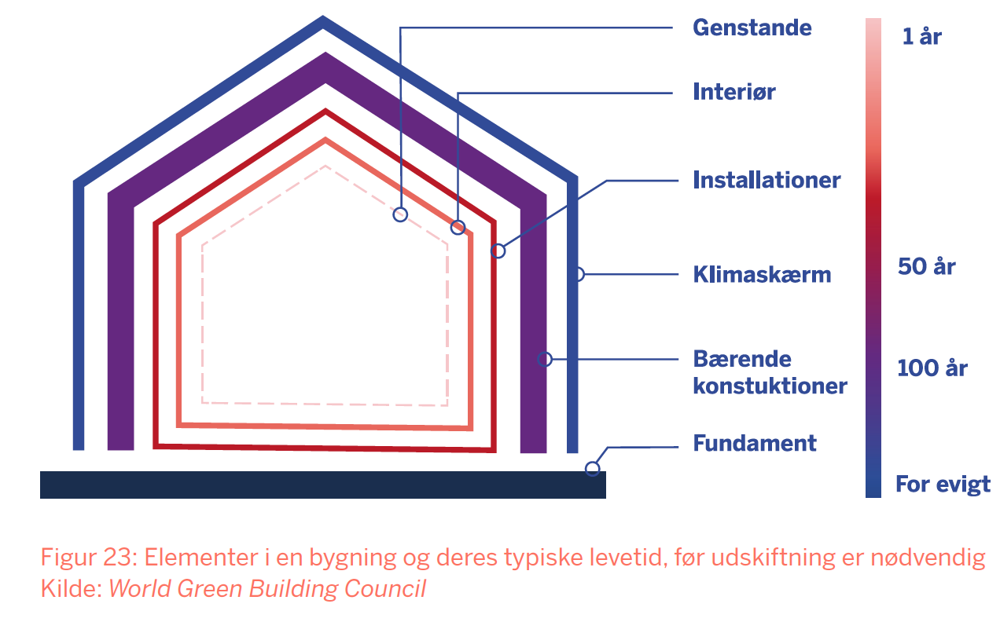 Genstande
1 år
Interiør
Installationer
50 år
Klimaskærm
Bærende
konstuktioner
100 år
Fundament
For evigt
Figur 23: Elementer i en bygning og deres typiske levetid, før udskiftning er nødvendig
Kilde: World Green Building Council